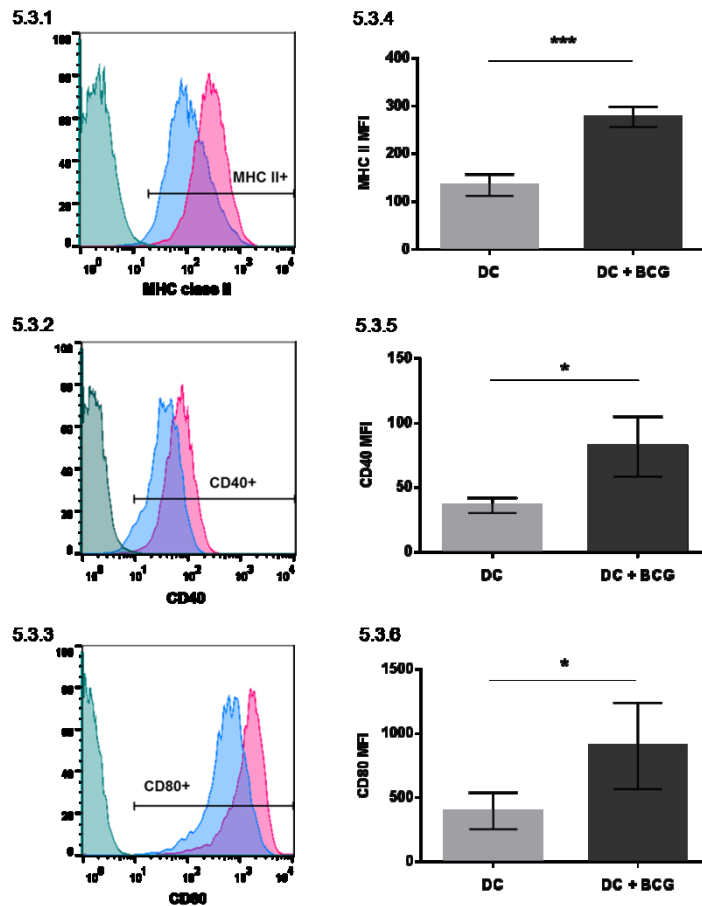 5.3.1
100
80
60
40
20
0
MHC II+
10^0 10^1 10^2 10^3 10^4
MHC class II
5.3.4
***
400
300
200
100
0
MHC II MFI
DC DC + BCG
5.3.2
100
80
60
40
20
0
CD40+
10^0 10^1 10^2 10^3 10^4
CD40
5.3.5
*
150
100
50
0
CD40 MFI
DC DC + BCG
5.3.3
100
80
60
40
20
0
CD80+
10^0 10^1 10^2 10^3 10^4
CD80
5.3.6
*
1500
1000
500
0
CD80 MFI
DC DC + BCG